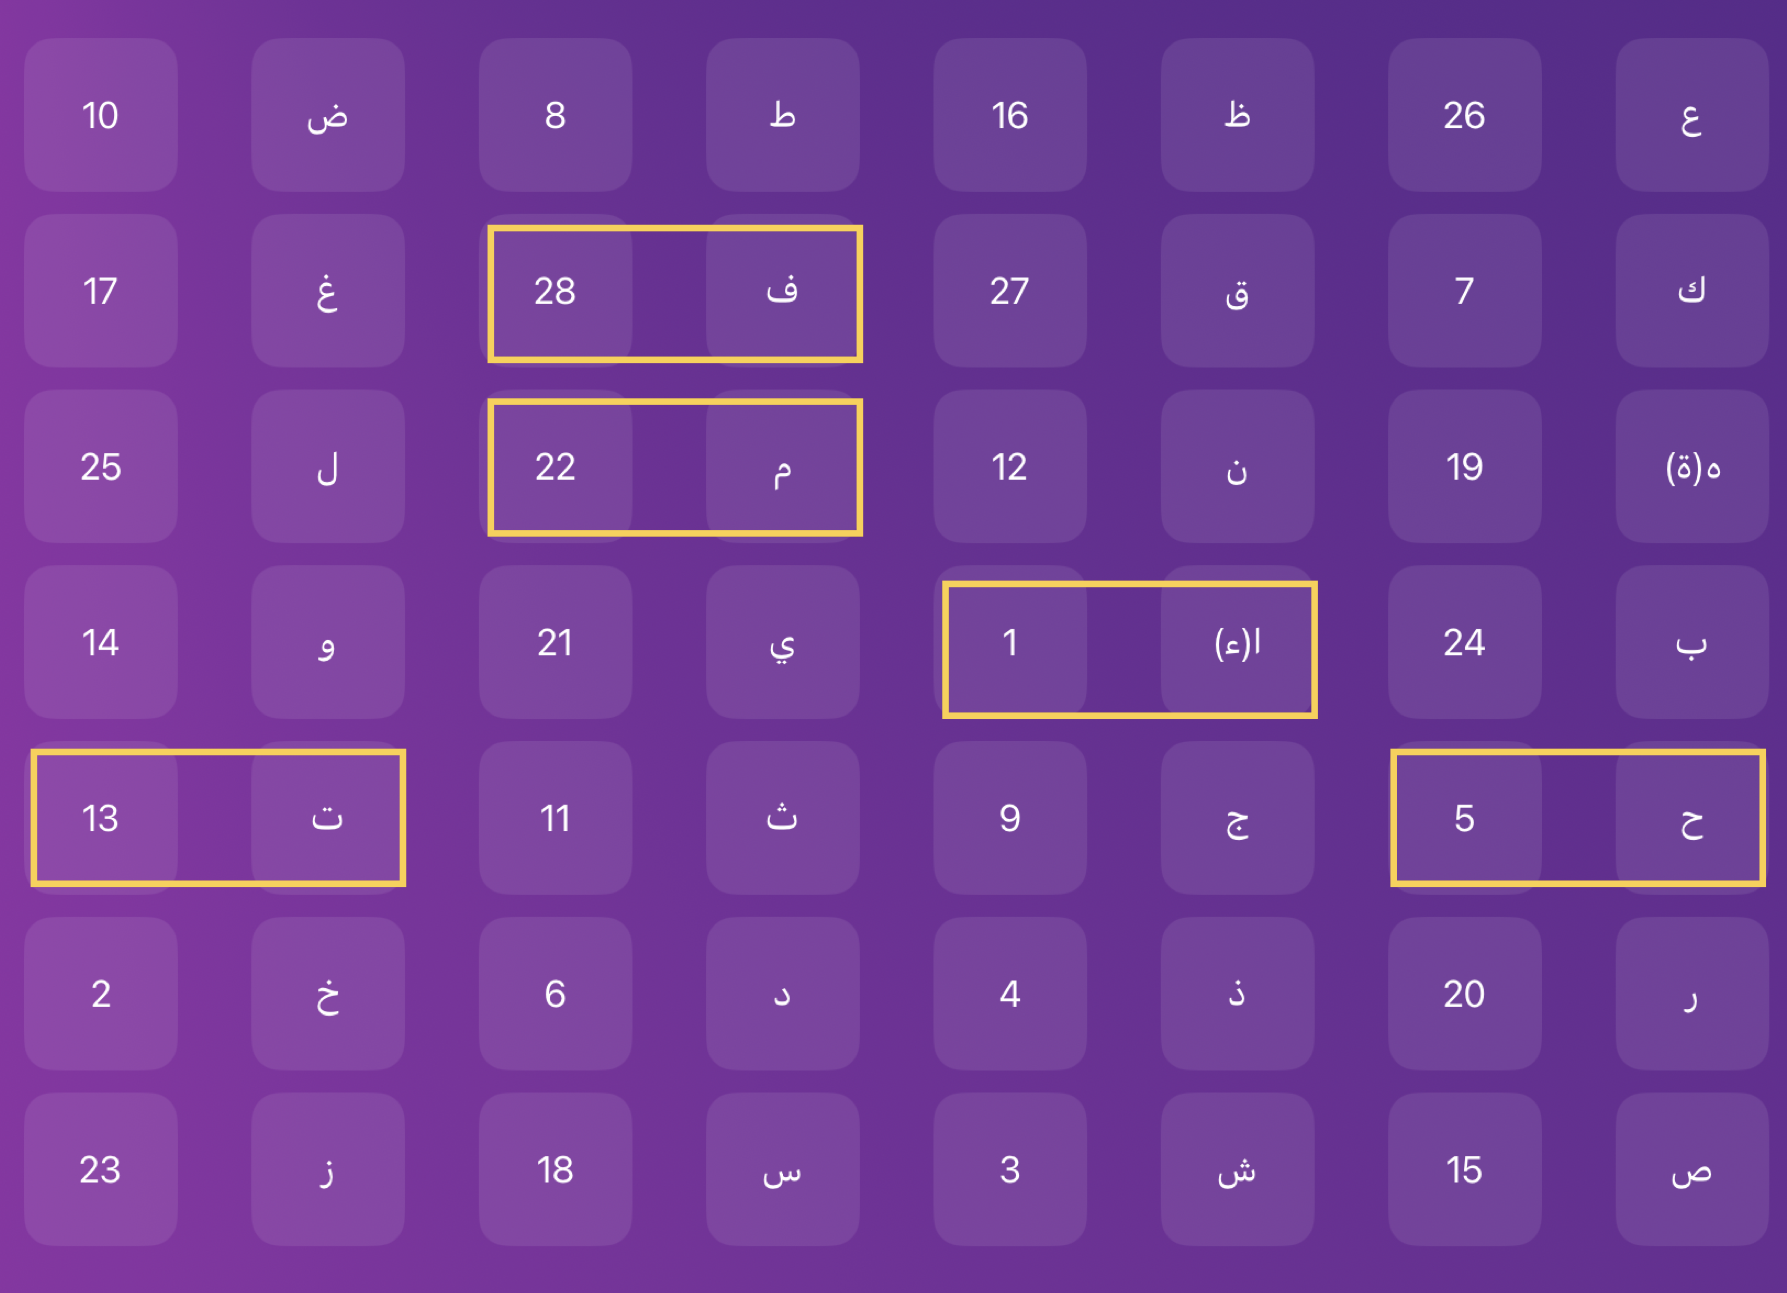 10 ض 8 ط 16 ظ 26 ع
17 غ 28 ف 27 ق 7 ك
25 ل 22 م 12 ن 19 ه(ة)
14 و 21 ي 1 ا(ء) 24 ب
13 ت 11 ث 9 ج 5 ح
2 خ 6 د 4 ذ 20 ر
23 ز 18 س 3 ش 15 ص